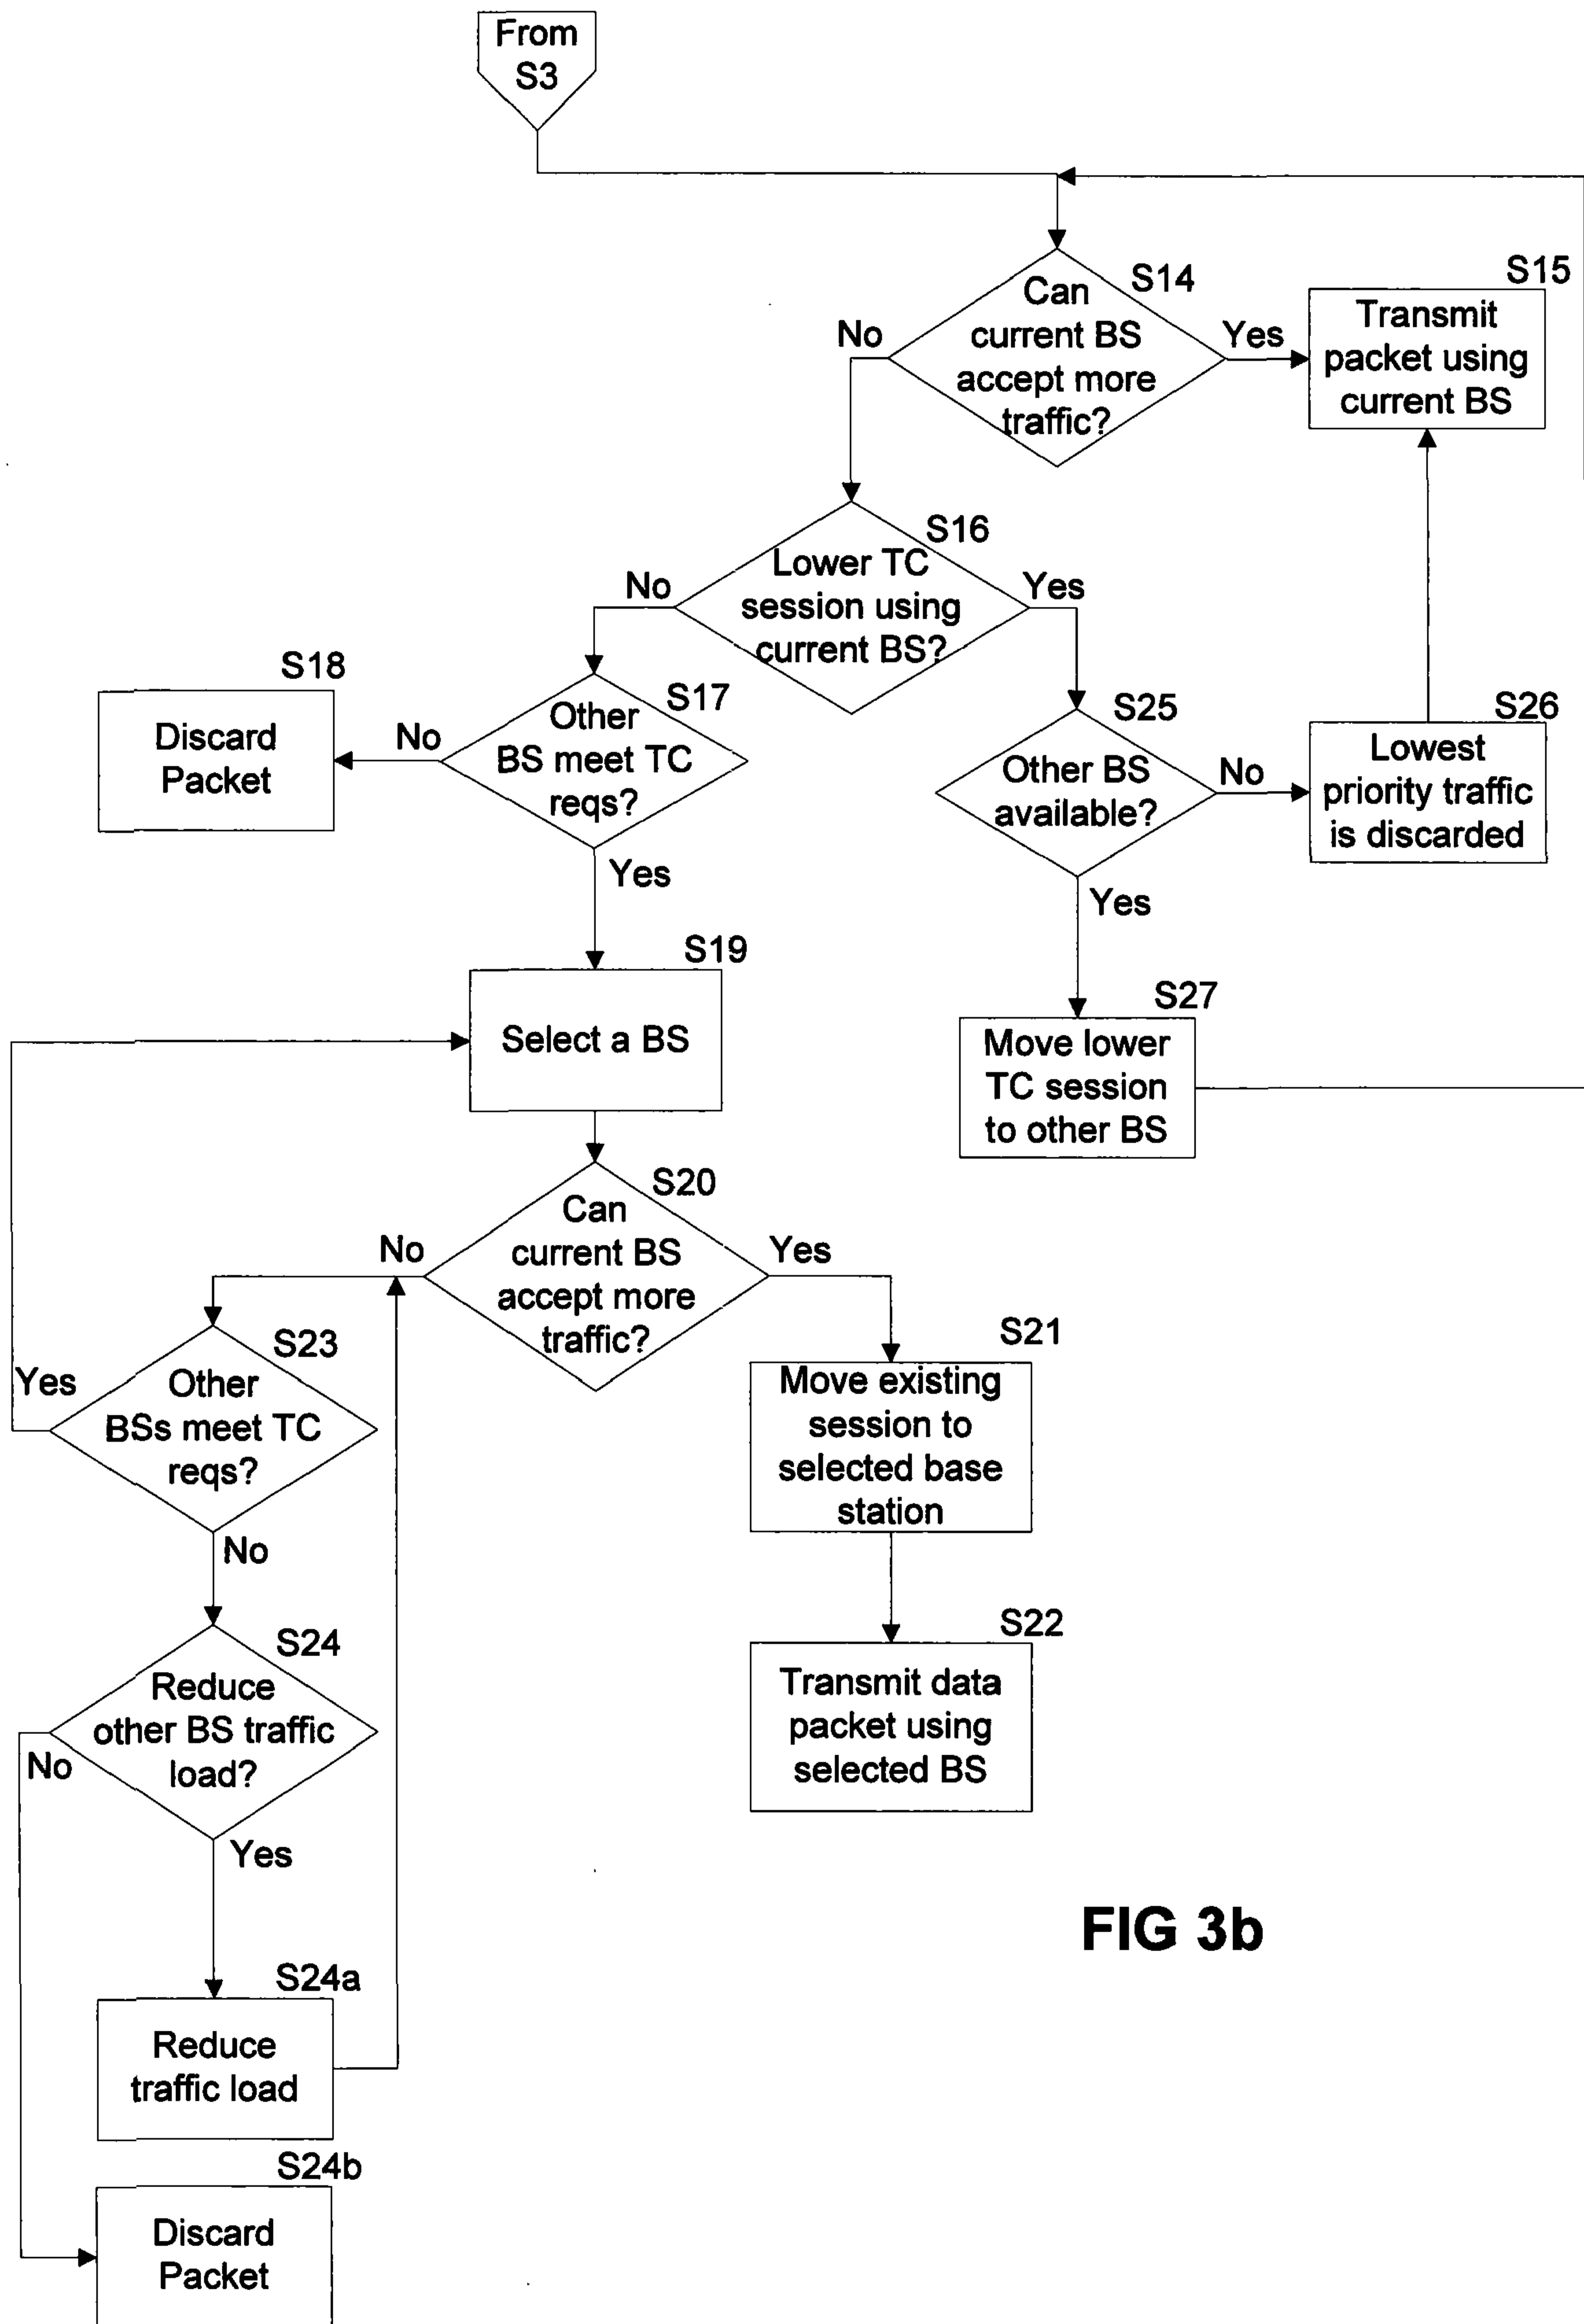 From
S3
S14
Can
current BS
accept more
traffic?
No
Yes
S15
Transmit
packet using
current BS
S16
Lower TC
session using
current BS?
No
Yes
S18
Discard
Packet
S17
Other
BS meet TC
reqs?
No
Yes
S25
Other BS
available?
No
Yes
S26
Lowest
priority traffic
is discarded
S19
Select a BS
S27
Move lower
TC session
to other BS
S20
Can
current BS
accept more
traffic?
No
Yes
S23
Other
BSs meet TC
reqs?
Yes
No
S21
Move existing
session to
selected base
station
S22
Transmit data
packet using
selected BS
S24
Reduce
other BS traffic
load?
No
Yes
S24a
Reduce
traffic load
S24b
Discard
Packet
FIG 3b